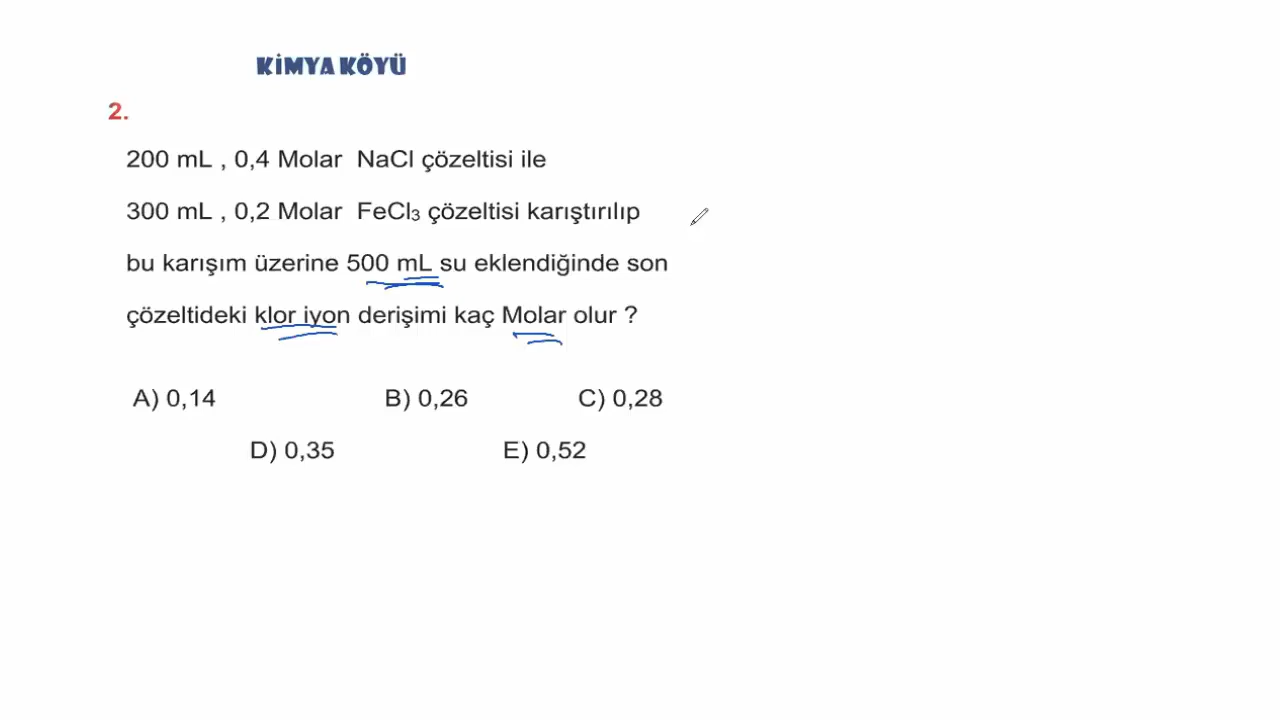 KİMYA KÖYÜ
2.
200 mL , 0,4 Molar NaCl çözeltisi ile
300 mL , 0,2 Molar FeCl₃ çözeltisi karıştırılıp
bu karışım üzerine 500 mL su eklendiğinde son
çözeltideki klor iyon derişimi kaç Molar olur ?
A) 0,14 B) 0,26 C) 0,28
D) 0,35 E) 0,52